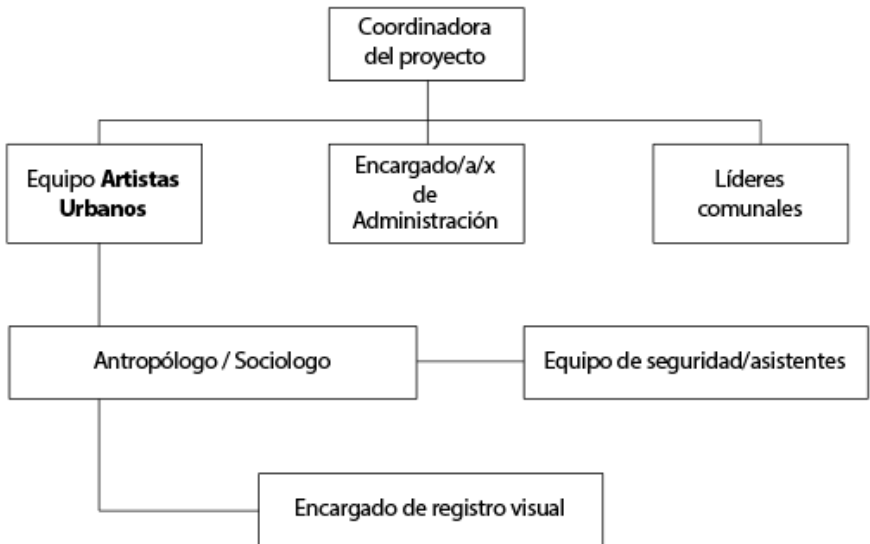 Coordinadora
del proyecto
Equipo Artistas
Urbanos
Encargado/a/x
de
Administración
Líderes
comunales
Antropólogo / Sociologo
Equipo de seguridad/asistentes
Encargado de registro visual